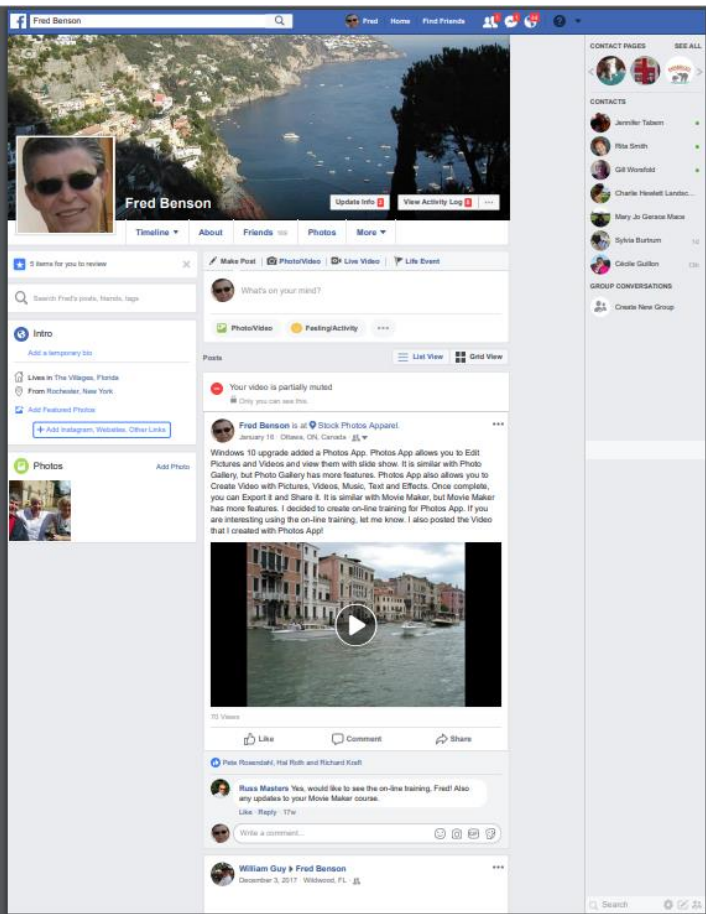 Fred Benson
Fred
Home
Find Friends
Fred Benson
Update Info
View Activity Log
Timeline
About
Friends
Photos
More
5 items for you to review
Search Fred's posts, friends, tags
Intro
Add a temporary bio
Lives in The Villages, Florida
From Rochester, New York
Add Featured Photos
+ Add Instagram, Websites, Other Links
Photos
Add Photo
Make Post
Photo/Video
Live Video
Life Event
What's on your mind?
Photo/Video
Feeling/Activity
Posts
List View
Grid View
Your video is partially muted
Only you can see this.
Fred Benson is at Stock Photos Apparel.
January 16 · Ottawa, ON, Canada
Windows 10 upgrade added a Photos App. Photos App allows you to Edit
Pictures and Videos and view them with slide show. It is similar with Photo
Gallery, but Photo Gallery has more features. Photos App also allows you to
Create Video with Pictures, Videos, Music, Text and Effects. Once complete,
you can Export it and Share it. It is similar with Movie Maker, but Movie Maker
has more features. I decided to create on-line training for Photos App. If you
are interesting using the on-line training, let me know. I also posted the Video
that I created with Photos App!
70 Views
Like
Comment
Share
Pete Rosendahl, Hal Roth and Richard Kraft
Russ Masters Yes, would like to see the on-line training, Fred! Also
any updates to your Movie Maker course.
Like · Reply · 17w
Write a comment...
William Guy Fred Benson
December 3, 2017 · Wildwood, FL
CONTACT PAGES
SEE ALL
CONTACTS
Jennifer Tabern
Rita Smith
Gill Worsfold
Charlie Hewlett Landsc...
Mary Jo Gerace Mace
Sylvia Burtnum
Cécile Guillon
GROUP CONVERSATIONS
Create New Group
Search